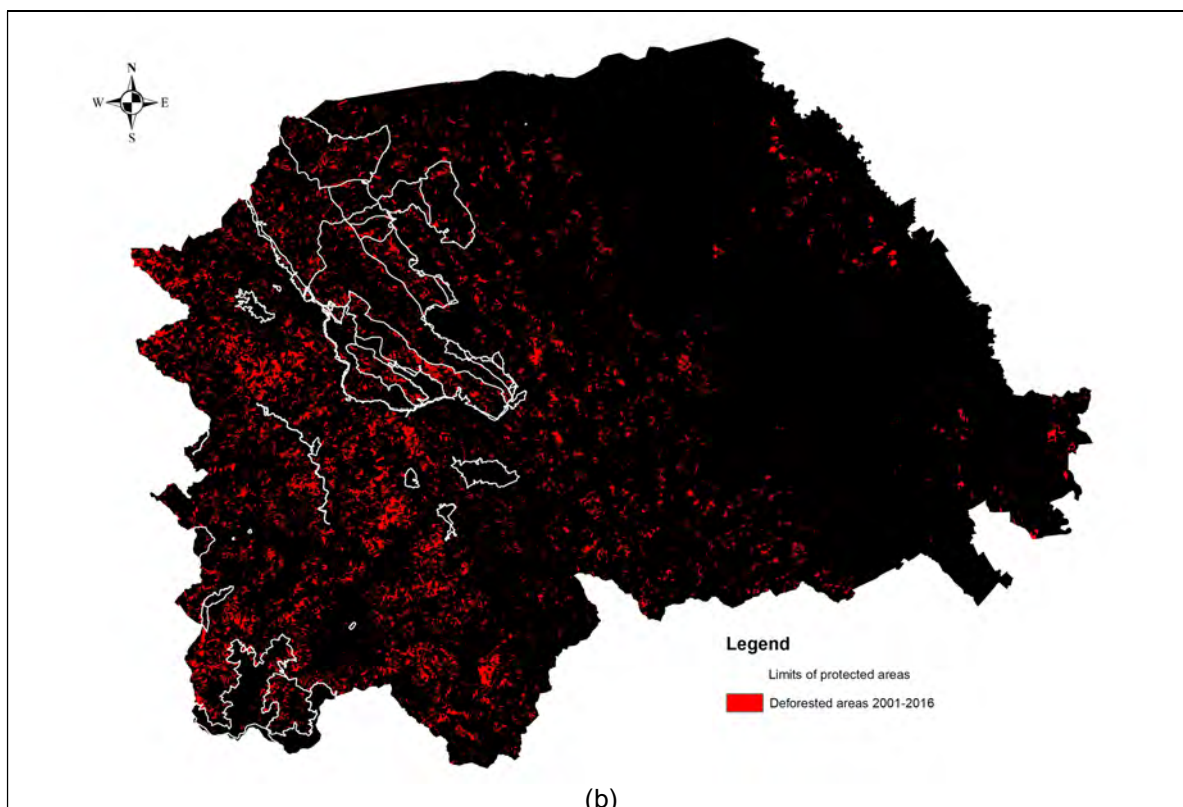 N
W E
S
Legend
Limits of protected areas
Deforested areas 2001-2016
(b)